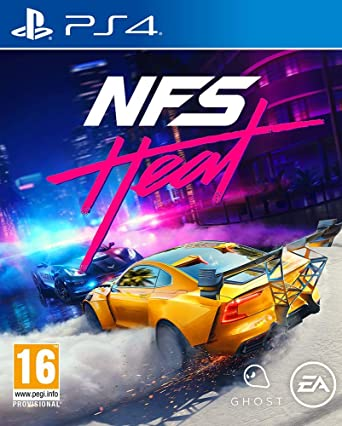 PS4
NFS
Heat
16
www.pegi.info
PROVISIONAL
GHOST
EA